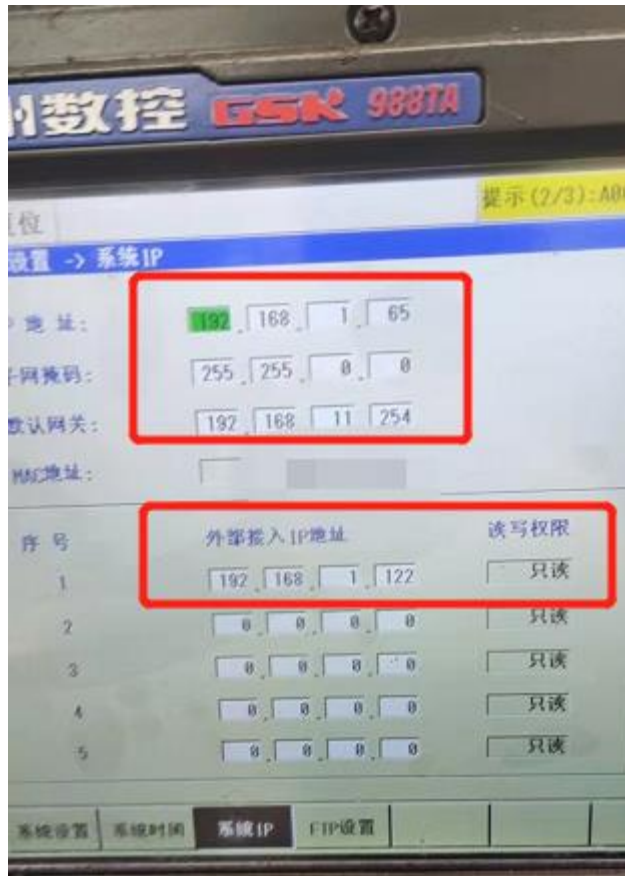 州数控 GSK 988TA
提示(2/3):A00
位
设置 -> 系统IP
地 址: 192 . 168 . 1 . 65
子网掩码: 255 . 255 . 0 . 0
默认网关: 192 . 168 11 254
MAC地址:
序 号 外部接入IP地址 读写权限
1 192 . 168 . 1 . 122 只读
2 0 . 0 . 0 . 0 只读
3 0 . 0 . 0 . 0 只读
4 0 . 0 . 0 . 0 只读
5 0 . 0 . 0 . 0 只读
系统设置 系统时间 系统IP FTP设置